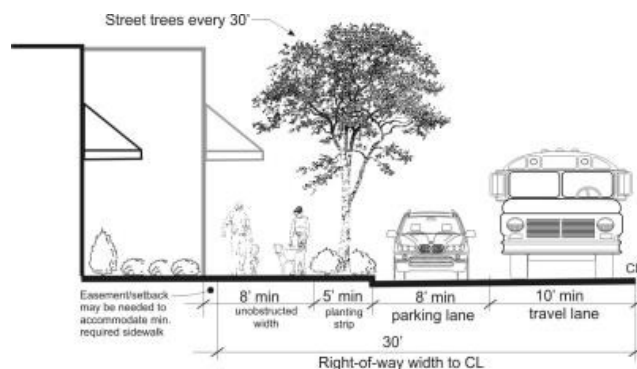 Street trees every 30'
CL
Easement/setback
may be needed to
accommodate min.
required sidewalk
8' min
unobstructed
width
5' min
planting
strip
8' min
parking lane
10' min
travel lane
30'
Right-of-way width to CL